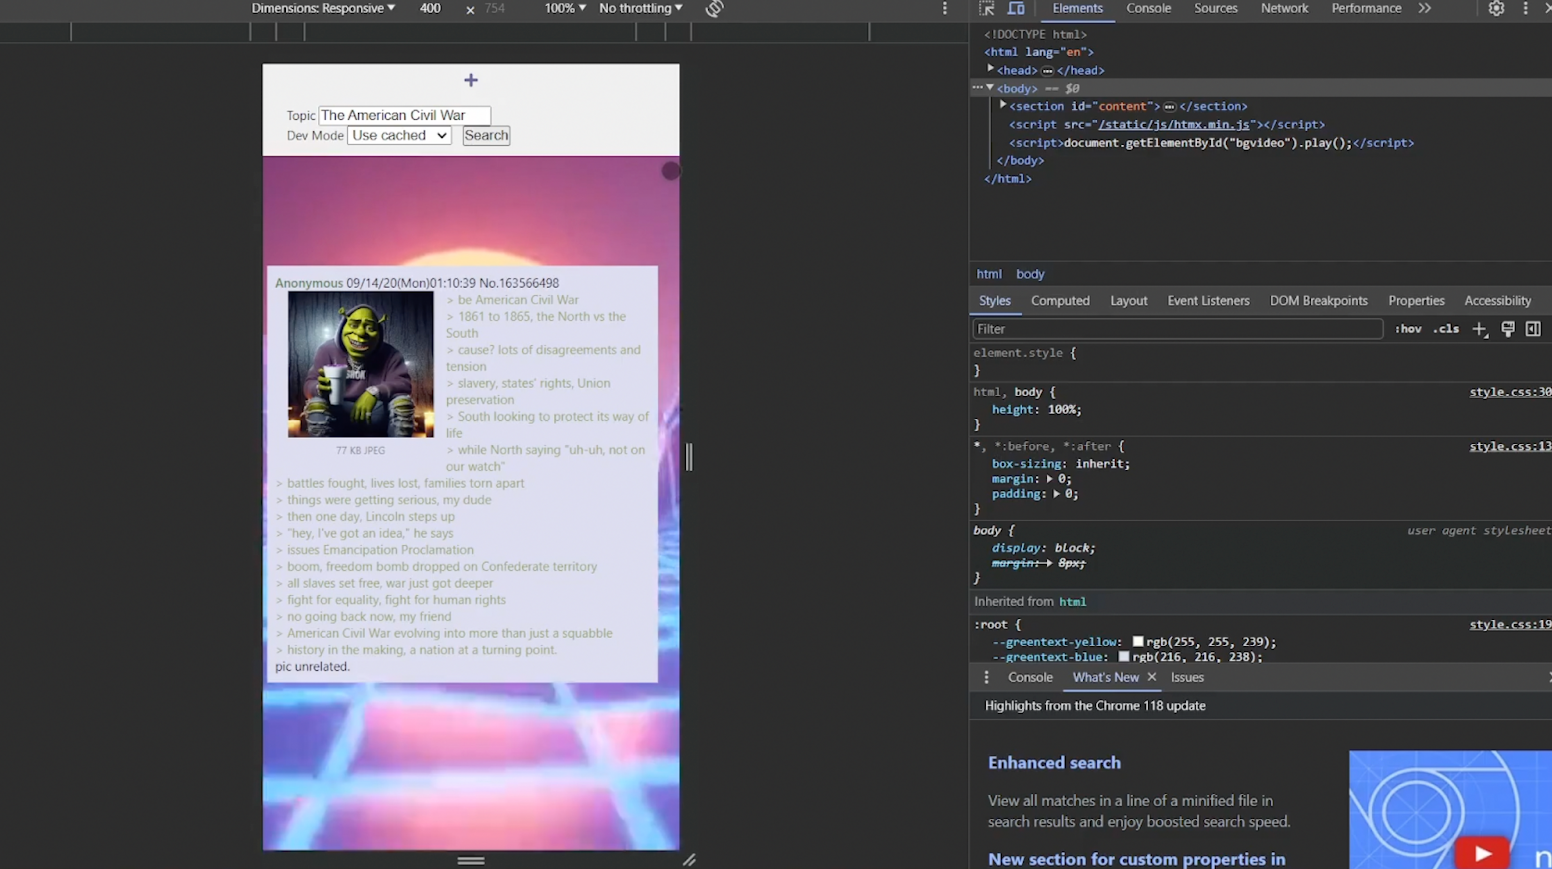 Dimensions: Responsive 400 × 754 100% No throttling
Topic The American Civil War
Dev Mode Use cached Search
Anonymous 09/14/20(Mon)01:10:39 No.163566498
> be American Civil War
> 1861 to 1865, the North vs the
South
> cause? lots of disagreements and
tension
> slavery, states' rights, Union
preservation
> South looking to protect its way of
life
> while North saying "uh-uh, not on
our watch"
77 KB JPEG
> battles fought, lives lost, families torn apart
> things were getting serious, my dude
> then one day, Lincoln steps up
> "hey, I've got an idea," he says
> issues Emancipation Proclamation
> boom, freedom bomb dropped on Confederate territory
> all slaves set free, war just got deeper
> fight for equality, fight for human rights
> no going back now, my friend
> American Civil War evolving into more than just a squabble
> history in the making, a nation at a turning point.
pic unrelated.
Elements Console Sources Network Performance
<!DOCTYPE html>
<html lang="en">
<head> … </head>
<body> == $0
<section id="content"> … </section>
<script src="/static/js/htmx.min.js"></script>
<script>document.getElementById("bgvideo").play();</script>
</body>
</html>
html body
Styles Computed Layout Event Listeners DOM Breakpoints Properties Accessibility
Filter :hov .cls
element.style {
}
html, body { style.css:30
height: 100%;
}
*, *:before, *:after { style.css:13
box-sizing: inherit;
margin: 0;
padding: 0;
}
body { user agent stylesheet
display: block;
margin: 8px;
}
Inherited from html
:root { style.css:19
--greentext-yellow: rgb(255, 255, 239);
--greentext-blue: rgb(216, 216, 238);
Console What's New Issues
Highlights from the Chrome 118 update
Enhanced search
View all matches in a line of a minified file in
search results and enjoy boosted search speed.
New section for custom properties in